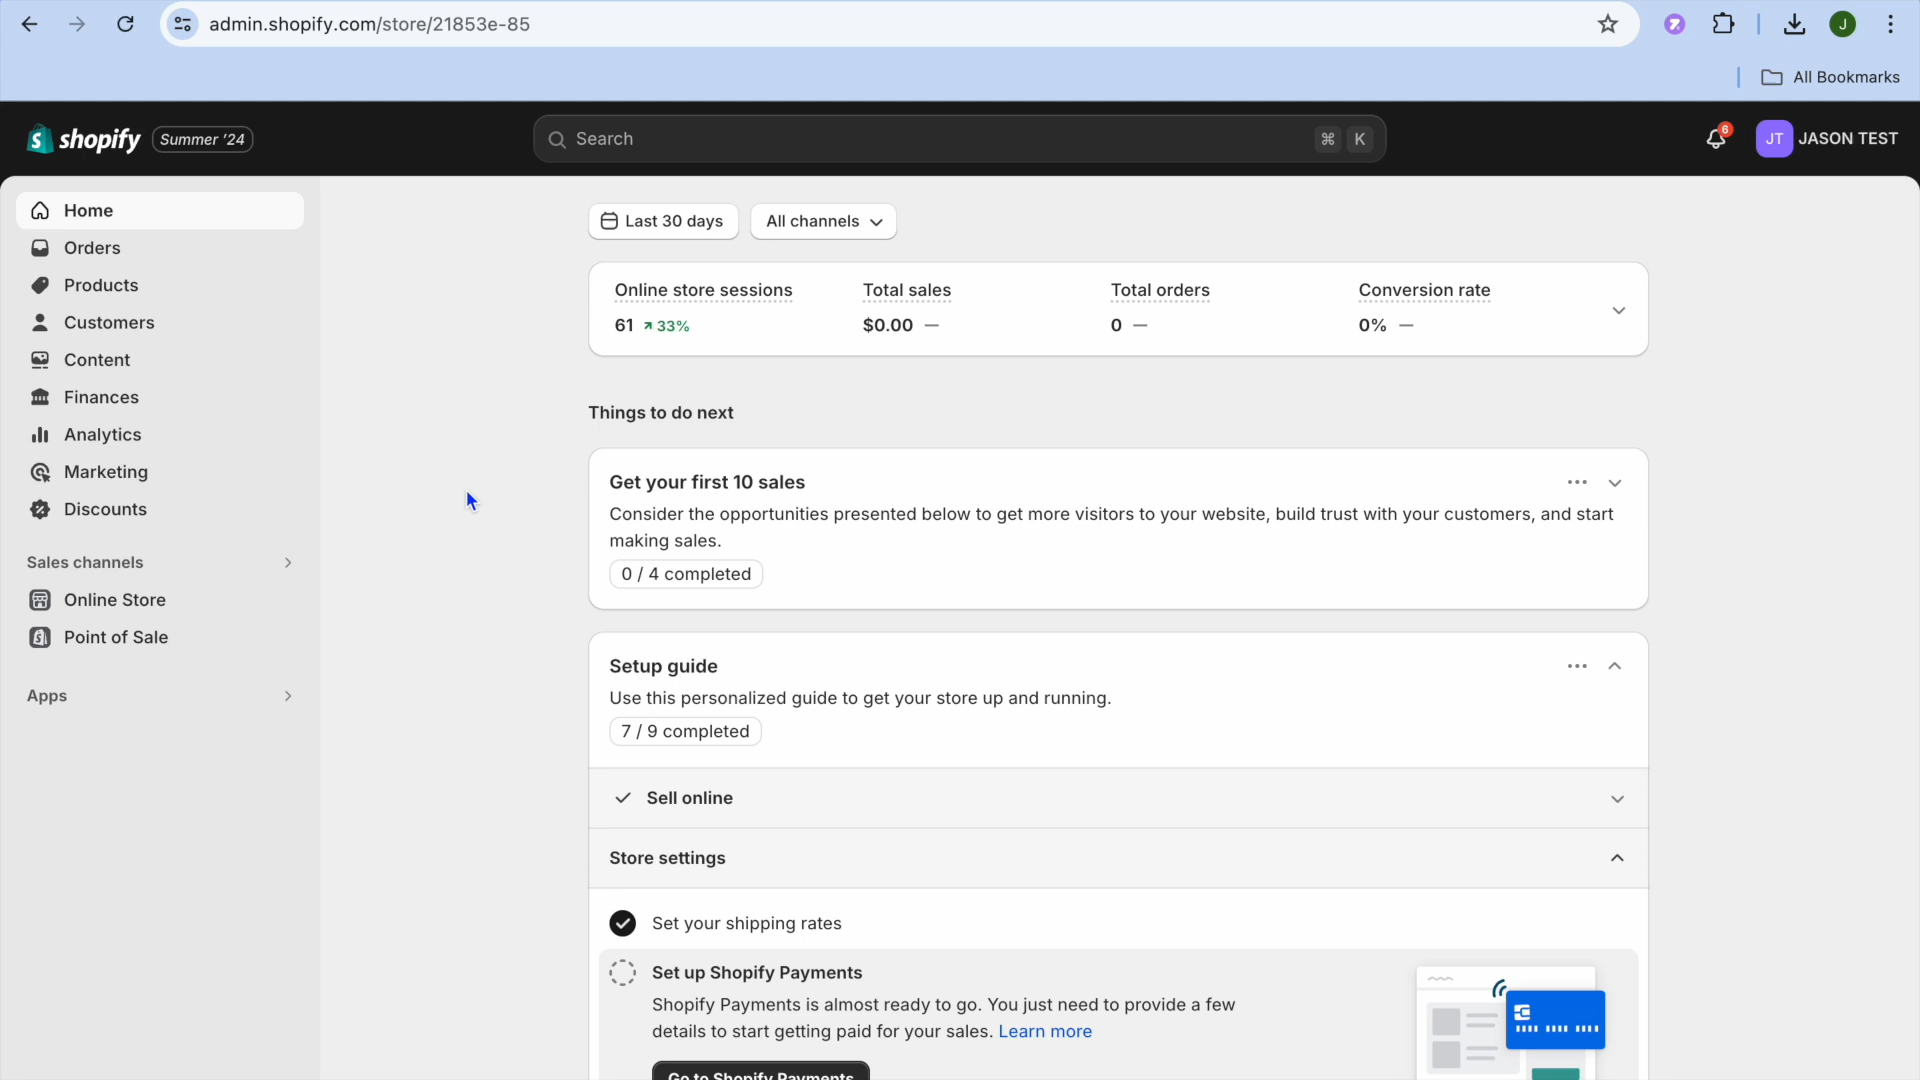 admin.shopify.com/store/21853e-85
J
All Bookmarks
shopify
Summer '24
Search
⌘ K
6
JT
JASON TEST
Home
Orders
Products
Customers
Content
Finances
Analytics
Marketing
Discounts
Sales channels
Online Store
Point of Sale
Apps
Last 30 days
All channels
Online store sessions
61 33%
Total sales
$0.00 —
Total orders
0 —
Conversion rate
0% —
Things to do next
Get your first 10 sales
Consider the opportunities presented below to get more visitors to your website, build trust with your customers, and start
making sales.
0 / 4 completed
Setup guide
Use this personalized guide to get your store up and running.
7 / 9 completed
Sell online
Store settings
Set your shipping rates
Set up Shopify Payments
Shopify Payments is almost ready to go. You just need to provide a few
details to start getting paid for your sales. Learn more
Go to Shopify Payments